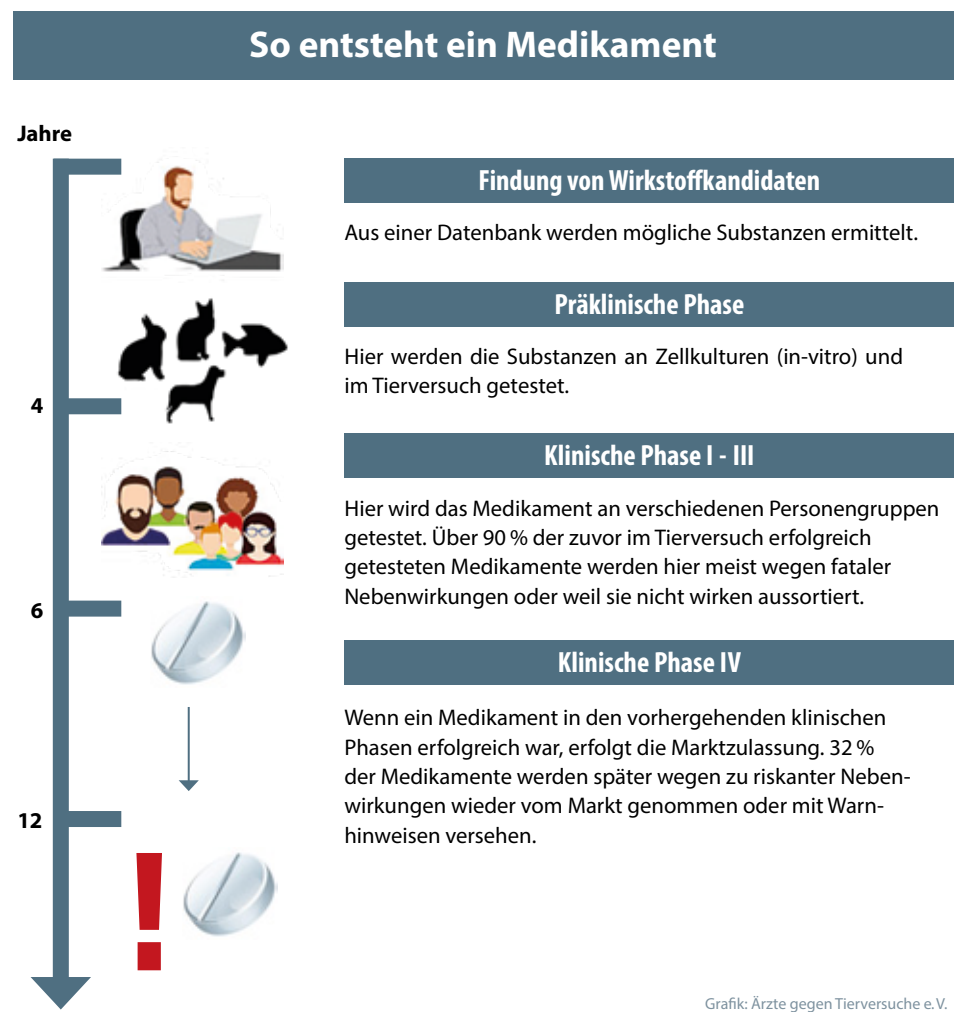 So entsteht ein Medikament
Jahre
Findung von Wirkstoffkandidaten
Aus einer Datenbank werden mögliche Substanzen ermittelt.
Präklinische Phase
Hier werden die Substanzen an Zellkulturen (in-vitro) und
im Tierversuch getestet.
4
Klinische Phase I - III
Hier wird das Medikament an verschiedenen Personengruppen
getestet. Über 90 % der zuvor im Tierversuch erfolgreich
getesteten Medikamente werden hier meist wegen fataler
Nebenwirkungen oder weil sie nicht wirken aussortiert.
6
Klinische Phase IV
Wenn ein Medikament in den vorhergehenden klinischen
Phasen erfolgreich war, erfolgt die Marktzulassung. 32 %
der Medikamente werden später wegen zu riskanter Neben-
wirkungen wieder vom Markt genommen oder mit Warn-
hinweisen versehen.
12
!
Grafik: Ärzte gegen Tierversuche e. V.